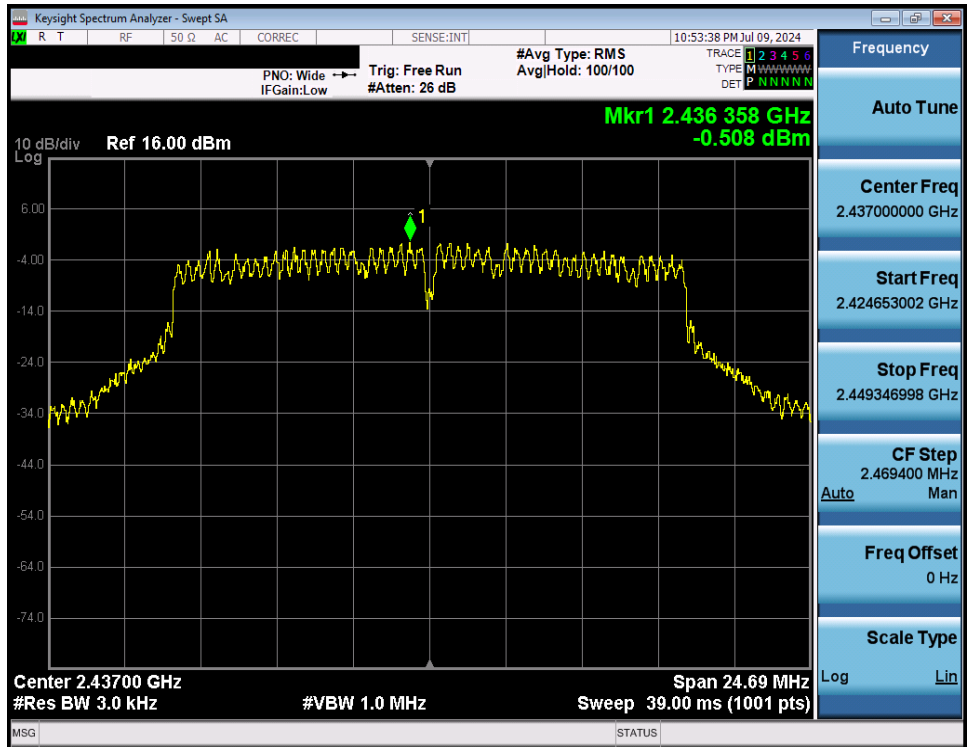 Keysight Spectrum Analyzer - Swept SA
LXI R T RF 50 Ω AC CORREC SENSE:INT 10:53:38 PM Jul 09, 2024
PNO: Wide Trig: Free Run #Avg Type: RMS TRACE 1 2 3 4 5 6
IFGain:Low #Atten: 26 dB Avg|Hold: 100/100 TYPE M WWWWW
DET P N N N N N
Mkr1 2.436 358 GHz
-0.508 dBm
10 dB/div Ref 16.00 dBm
Log
1
6.00
-4.00
-14.0
-24.0
-34.0
-44.0
-54.0
-64.0
-74.0
Center 2.43700 GHz Span 24.69 MHz
#Res BW 3.0 kHz #VBW 1.0 MHz Sweep 39.00 ms (1001 pts)
MSG STATUS
Frequency
Auto Tune
Center Freq
2.437000000 GHz
Start Freq
2.424653002 GHz
Stop Freq
2.449346998 GHz
CF Step
2.469400 MHz
Auto Man
Freq Offset
0 Hz
Scale Type
Log Lin